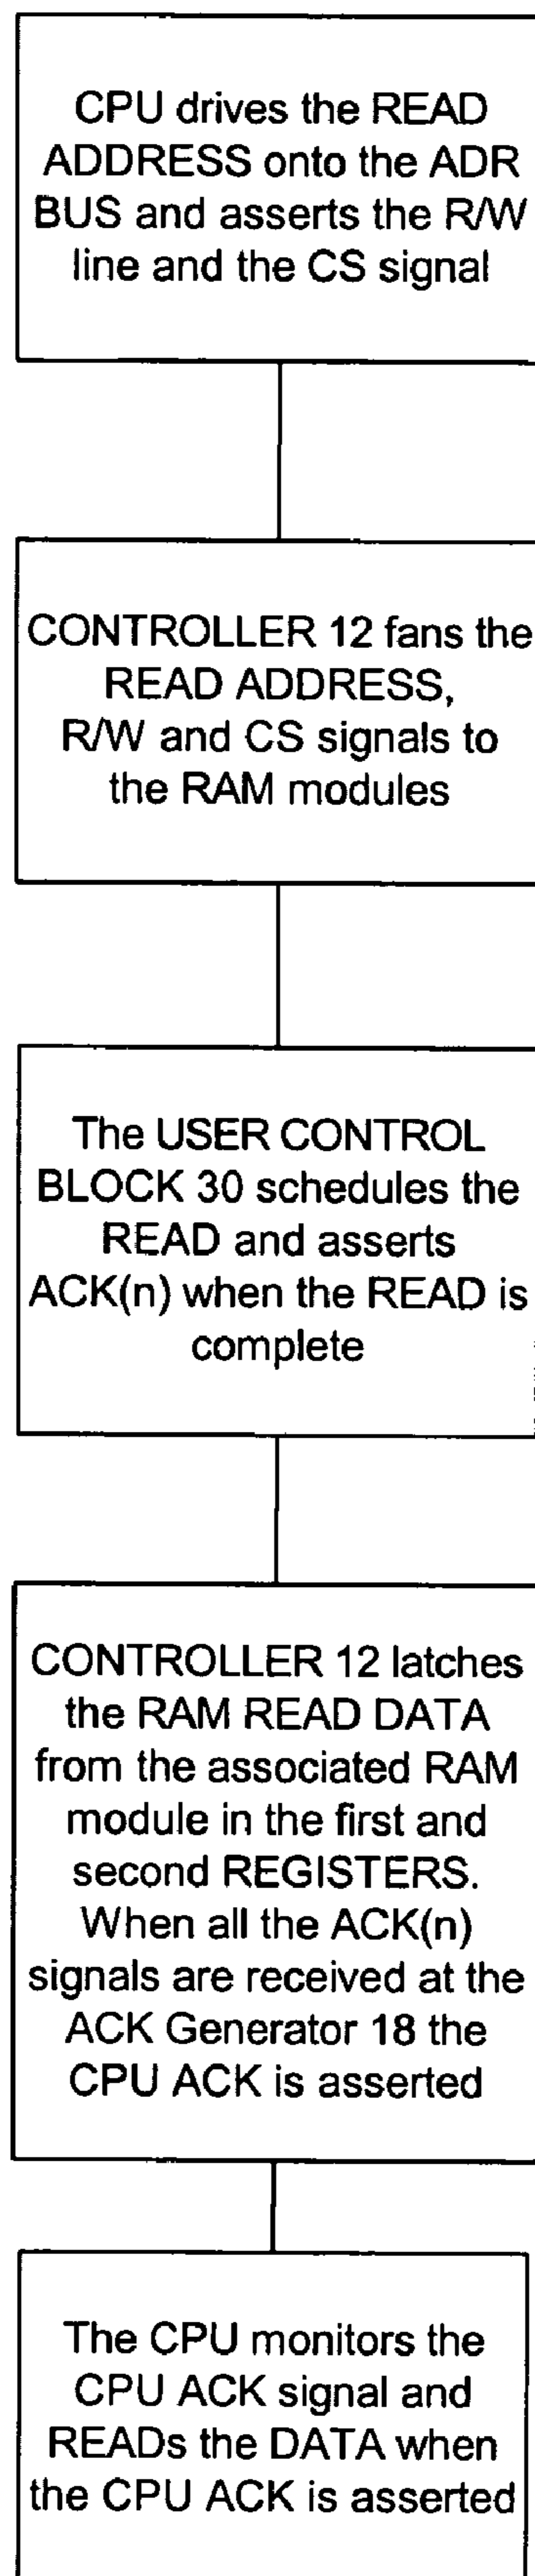 CPU drives the READ
ADDRESS onto the ADR
BUS and asserts the R/W
line and the CS signal
CONTROLLER 12 fans the
READ ADDRESS,
R/W and CS signals to
the RAM modules
The USER CONTROL
BLOCK 30 schedules the
READ and asserts
ACK(n) when the READ is
complete
CONTROLLER 12 latches
the RAM READ DATA
from the associated RAM
module in the first and
second REGISTERS.
When all the ACK(n)
signals are received at the
ACK Generator 18 the
CPU ACK is asserted
The CPU monitors the
CPU ACK signal and
READs the DATA when
the CPU ACK is asserted